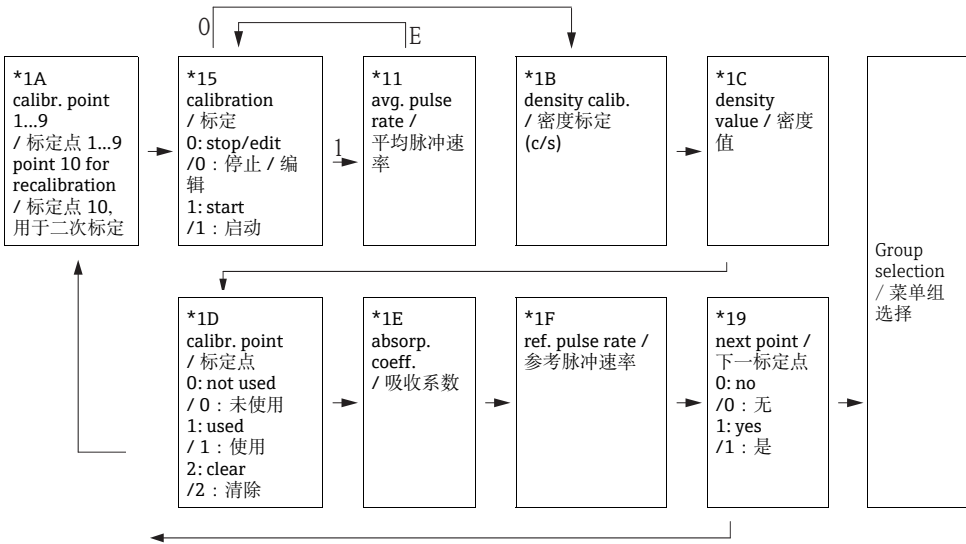 0
E
*1A
calibr. point
1...9
/ 标定点 1...9
point 10 for
recalibration
/ 标定点 10,
用于二次标定
*15
calibration
/ 标定
0: stop/edit
/0：停止 / 编
辑
1: start
/1：启动
1
*11
avg. pulse
rate /
平均脉冲速
率
*1B
density calib.
/ 密度标定
(c/s)
*1C
density
value / 密度
值
Group
selection
/ 菜单组
选择
*1D
calibr. point
/ 标定点
0: not used
/ 0：未使用
1: used
/ 1：使用
2: clear
/2：清除
*1E
absorp.
coeff.
/ 吸收系数
*1F
ref. pulse rate /
参考脉冲速率
*19
next point /
下一标定点
0: no
/0：无
1: yes
/1：是